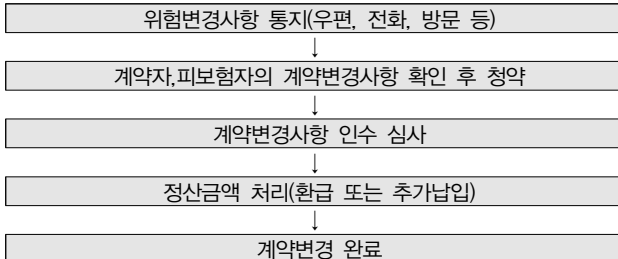 위험변경사항 통지(우편, 전화, 방문 등)
↓
계약자,피보험자의 계약변경사항 확인 후 청약
↓
계약변경사항 인수 심사
↓
정산금액 처리(환급 또는 추가납입)
↓
계약변경 완료